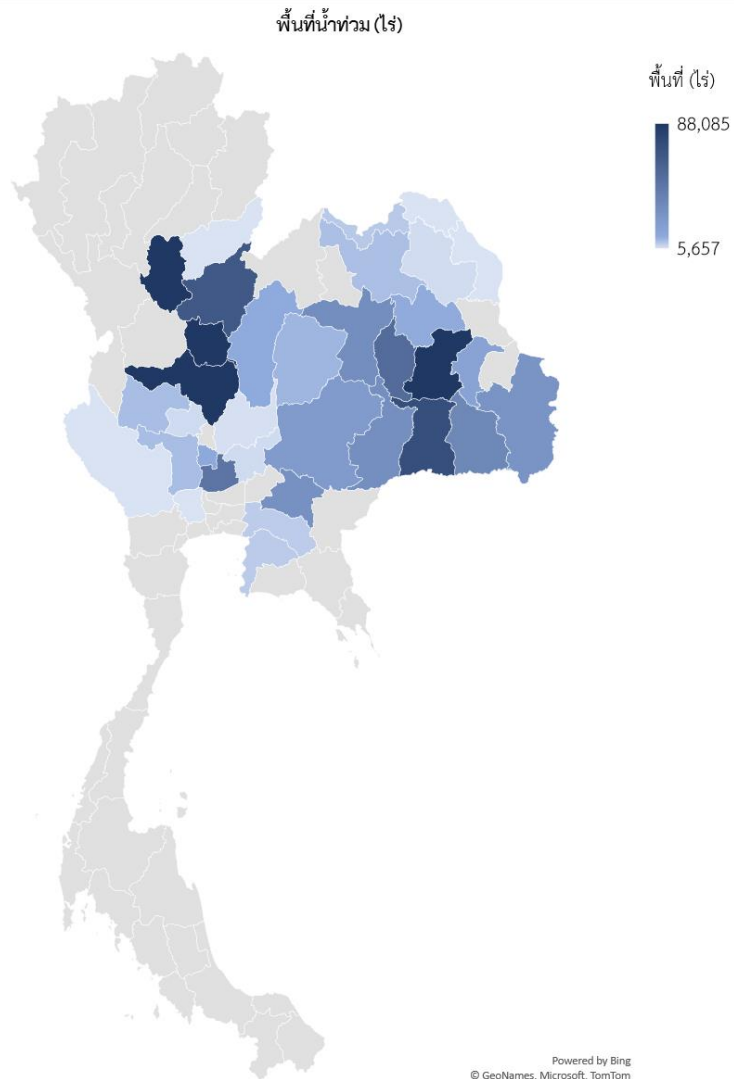 พื้นที่น้ำท่วม (ไร่)
พื้นที่ (ไร่)
88,085
5,657
Powered by Bing
© GeoNames, Microsoft, TomTom